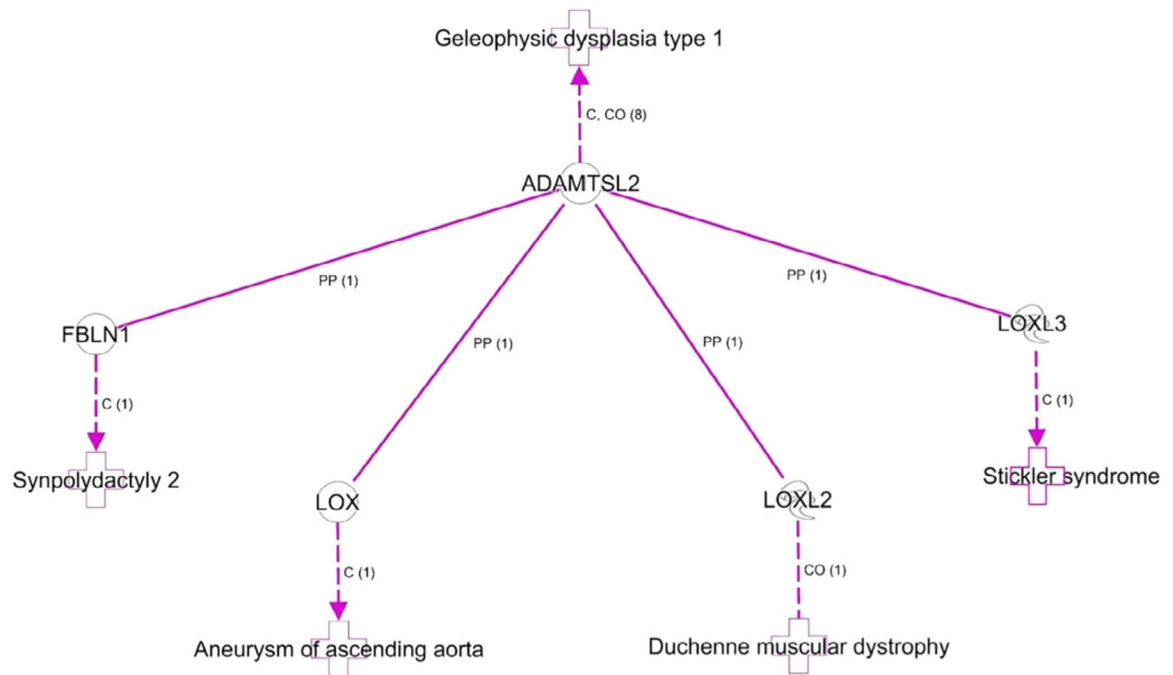 Geleophysic dysplasia type 1
C, CO (8)
ADAMTSL2
PP (1)
PP (1)
PP (1)
PP (1)
FBLN1
LOXL3
C (1)
C (1)
Synpolydactyly 2
Stickler syndrome
LOX
LOXL2
C (1)
CO (1)
Aneurysm of ascending aorta
Duchenne muscular dystrophy